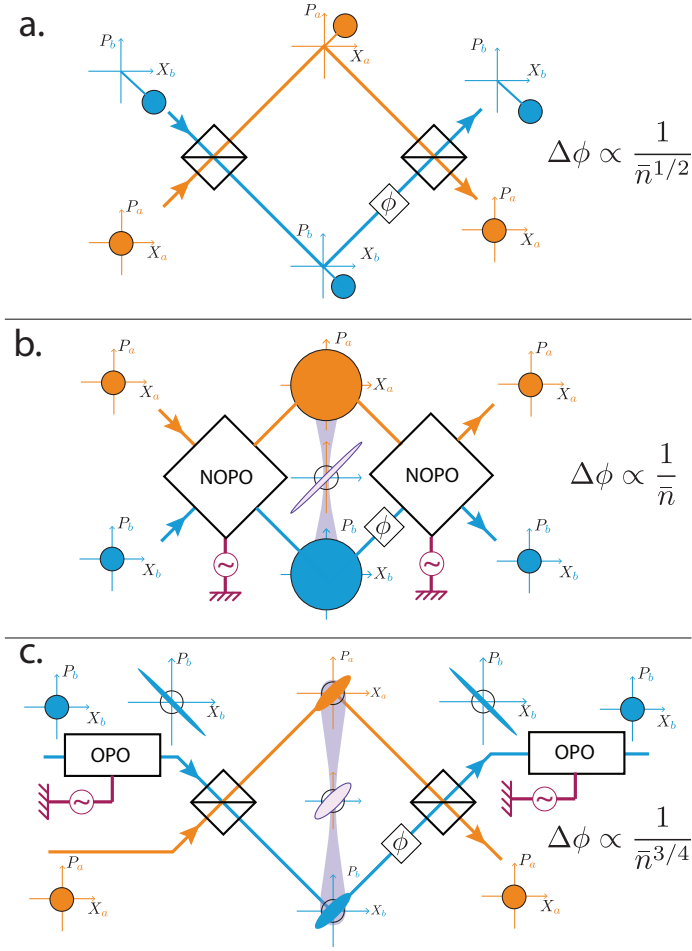 a.
P_a
X_a
P_b
X_b
P_b
X_b
Δϕ ∝ 1/n̄^{1/2}
P_a
X_a
ϕ
P_a
X_a
P_b
X_b
b.
P_a
X_a
P_a
X_a
P_a
X_a
NOPO
NOPO
Δϕ ∝ 1/n̄
P_b
X_b
P_b
X_b
ϕ
P_b
X_b
~
~
c.
P_b
X_b
P_b
X_b
P_a
X_a
P_b
X_b
P_b
X_b
OPO
OPO
~
~
Δϕ ∝ 1/n̄^{3/4}
ϕ
P_a
X_a
P_b
X_b
P_a
X_a